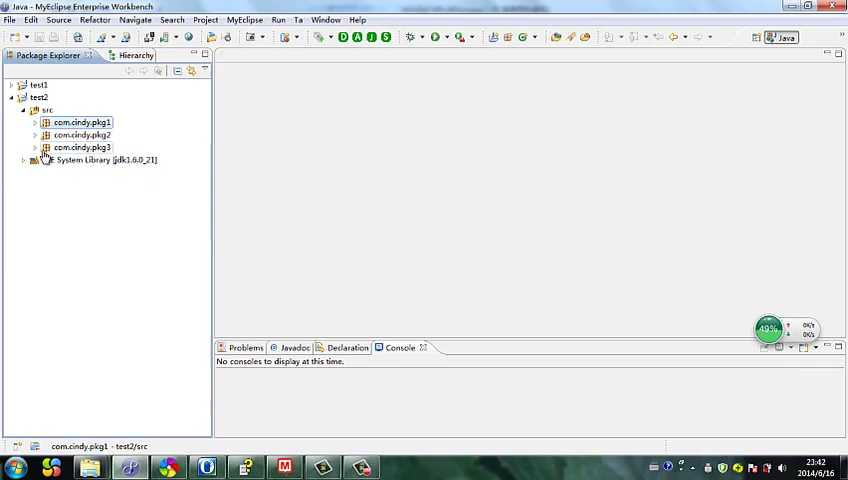 Java - MyEclipse Enterprise Workbench
File Edit Source Refactor Navigate Search Project MyEclipse Run Window Help
Package Explorer Hierarchy
Java
test1
test2
src
com.cindy.pkg1
com.cindy.pkg2
com.cindy.pkg3
System Library [jdk1.6.0_21]
49% 0K/s
0K/s
Problems @ Javadoc Declaration Console
No consoles to display at this time.
com.cindy.pkg1 - test2/src
23:42
2014/6/16